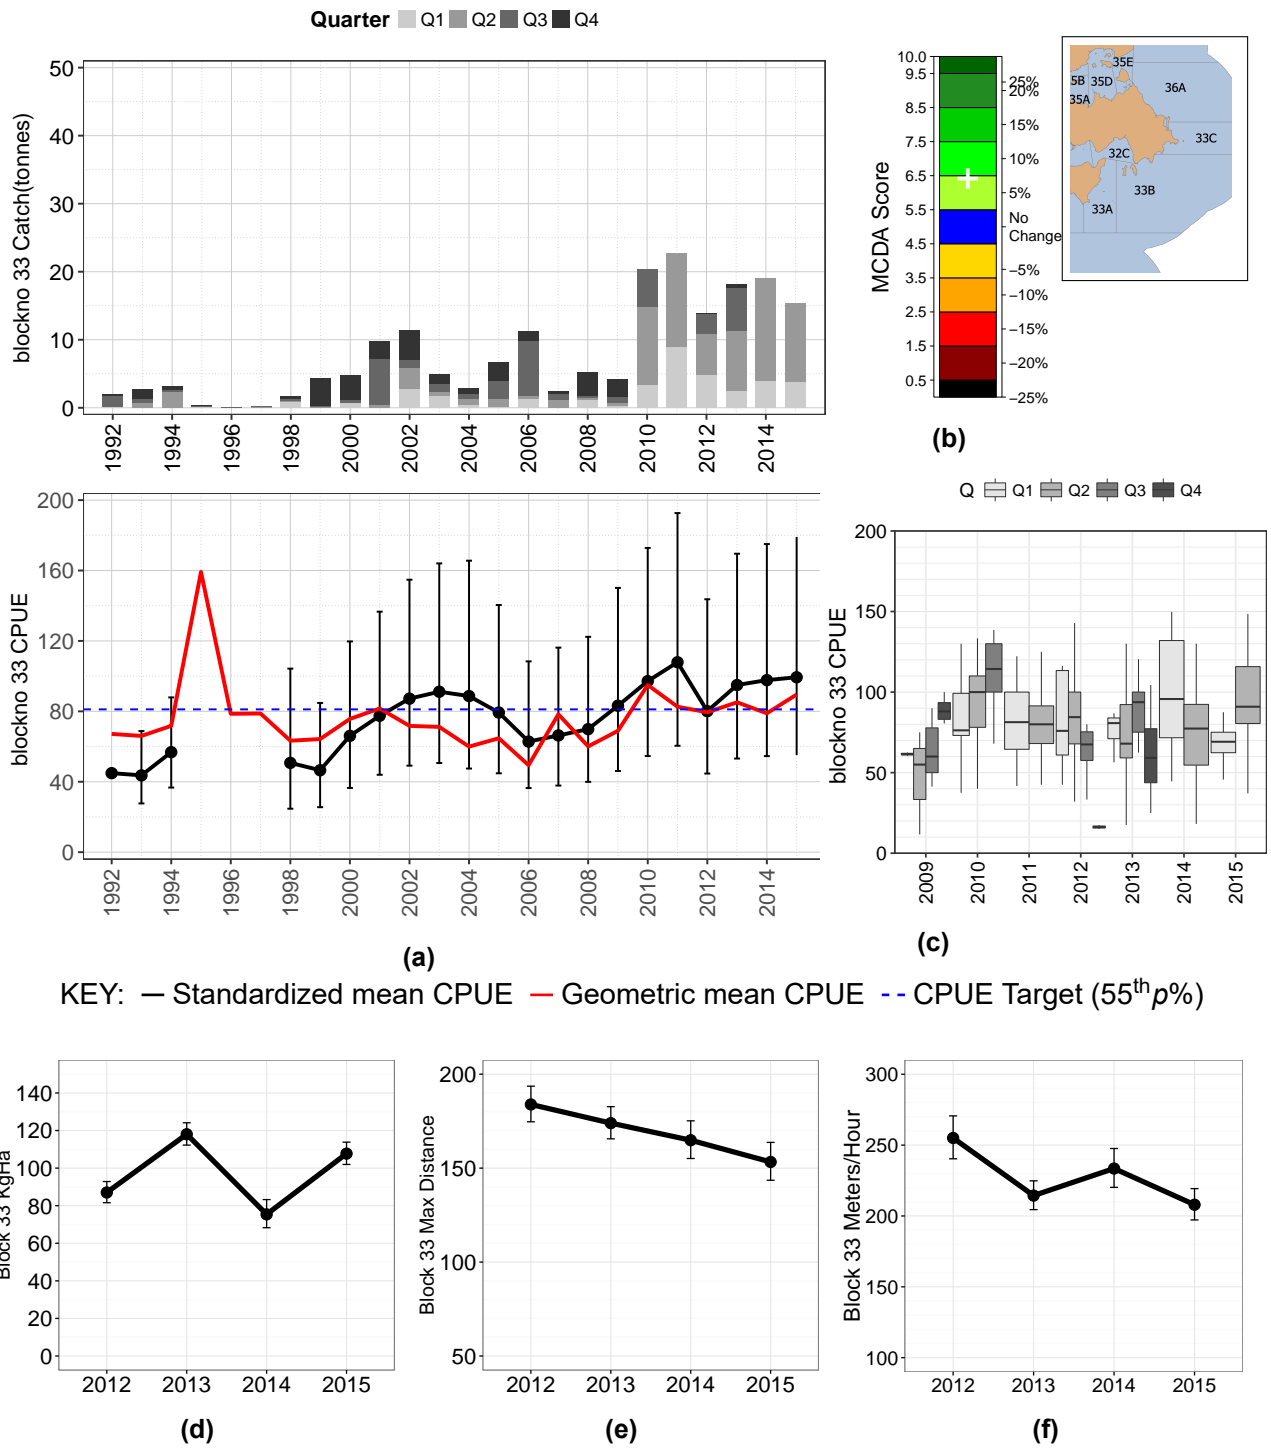 Quarter Q1 Q2 Q3 Q4
blockno 33 Catch(tonnes)
50
40
30
20
10
0
1992 1994 1996 1998 2000 2002 2004 2006 2008 2010 2012 2014
MCDA Score
10.0
9.5
8.5
7.5
6.5
5.5
4.5
3.5
2.5
1.5
0.5
25%
20%
15%
10%
5%
No
Change
−5%
−10%
−15%
−20%
−25%
(b)
35E
5B 35D
36A
35A
33C
32C
33B
33A
blockno 33 CPUE
200
160
120
80
40
0
1992 1994 1996 1998 2000 2002 2004 2006 2008 2010 2012 2014
(a)
Q Q1 Q2 Q3 Q4
blockno 33 CPUE
200
150
100
50
0
2009 2010 2011 2012 2013 2014 2015
(c)
KEY: Standardized mean CPUE Geometric mean CPUE CPUE Target (55th p%)
Block 33 KgHa
140
120
100
80
60
40
20
0
2012 2013 2014 2015
(d)
Block 33 Max Distance
200
150
100
50
2012 2013 2014 2015
(e)
Block 33 Meters/Hour
300
250
200
150
100
2012 2013 2014 2015
(f)